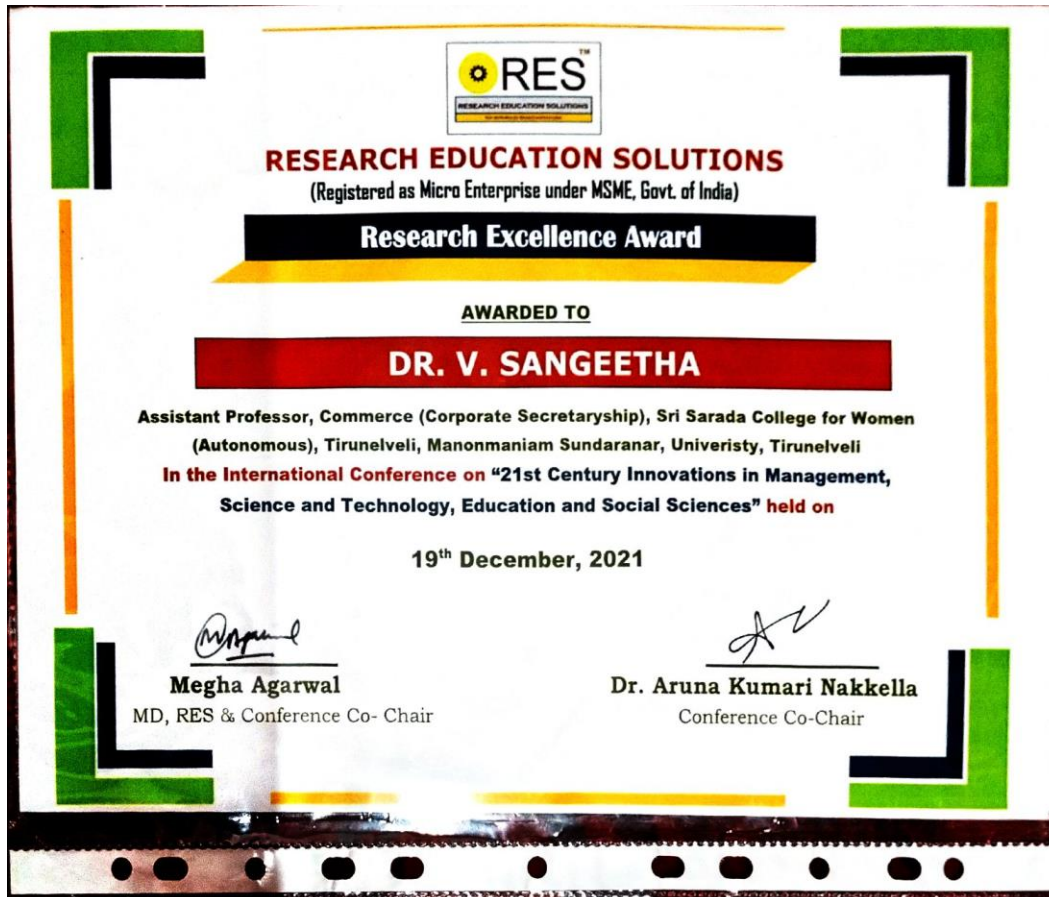 RES™
RESEARCH EDUCATION SOLUTIONS
RESEARCH EDUCATION SOLUTIONS
(Registered as Micro Enterprise under MSME, Govt. of India)
Research Excellence Award
AWARDED TO
DR. V. SANGEETHA
Assistant Professor, Commerce (Corporate Secretaryship), Sri Sarada College for Women
(Autonomous), Tirunelveli, Manonmaniam Sundaranar, Univeristy, Tirunelveli
In the International Conference on “21st Century Innovations in Management,
Science and Technology, Education and Social Sciences” held on
19th December, 2021
Megha Agarwal
MD, RES & Conference Co- Chair
Dr. Aruna Kumari Nakkella
Conference Co-Chair